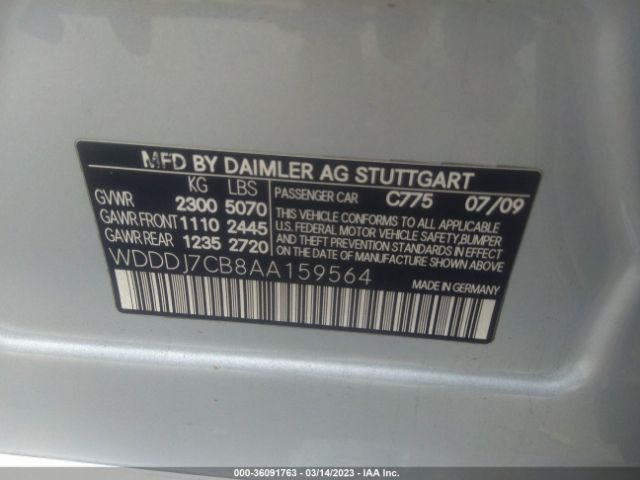 MFD BY DAIMLER AG STUTTGART
KG LBS
GVWR 2300 5070
GAWR FRONT 1110 2445
GAWR REAR 1235 2720
PASSENGER CAR C775 07/09
THIS VEHICLE CONFORMS TO ALL APPLICABLE
U.S. FEDERAL MOTOR VEHICLE SAFETY, BUMPER
AND THEFT PREVENTION STANDARDS IN EFFECT
ON THE DATE OF MANUFACTURE SHOWN ABOVE.
WDDDJ7CB8AA159564
MADE IN GERMANY
000-36091763 - 03/14/2023 - IAA Inc.